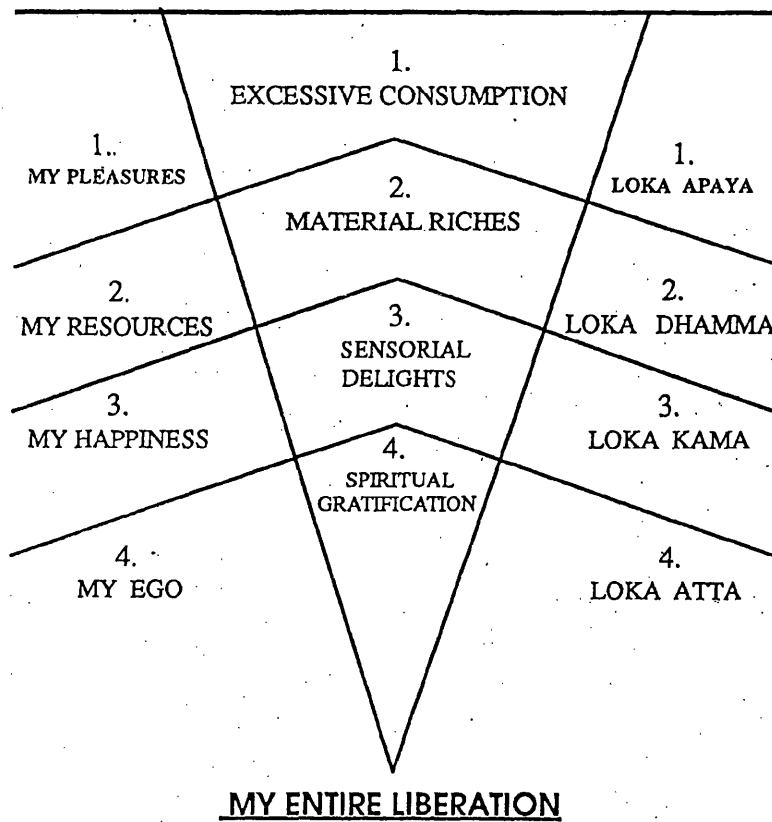 1.
EXCESSIVE CONSUMPTION
1..
MY PLEASURES
1.
LOKA APAYA
2.
MATERIAL RICHES
2.
MY RESOURCES
2.
LOKA DHAMMA
3.
SENSORIAL
DELIGHTS
3.
MY HAPPINESS
3.
LOKA KAMA
4.
SPIRITUAL
GRATIFICATION
4.
MY EGO
4.
LOKA ATTA
MY ENTIRE LIBERATION